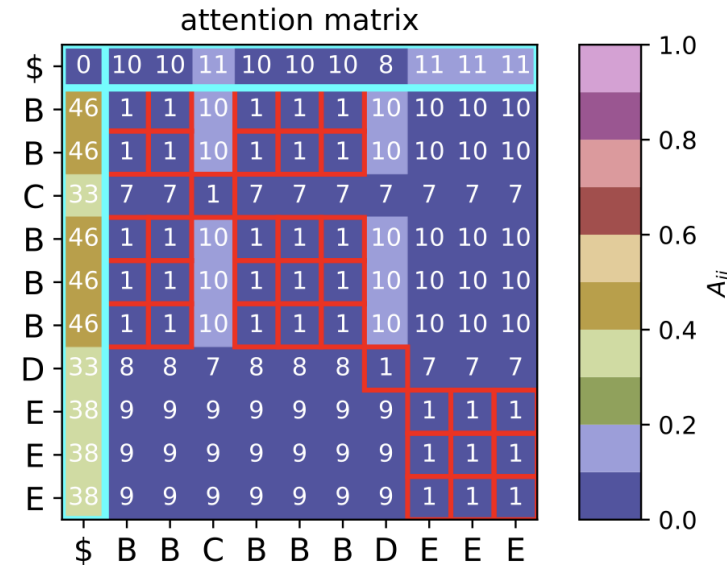 attention matrix
$ 0 10 10 11 10 10 10 8 11 11 11
B 46 1 1 10 1 1 1 10 10 10 10
B 46 1 1 10 1 1 1 10 10 10 10
C 33 7 7 1 7 7 7 7 7 7 7
B 46 1 1 10 1 1 1 10 10 10 10
B 46 1 1 10 1 1 1 10 10 10 10
B 46 1 1 10 1 1 1 10 10 10 10
D 33 8 8 7 8 8 8 1 7 7 7
E 38 9 9 9 9 9 9 9 1 1 1
E 38 9 9 9 9 9 9 9 1 1 1
E 38 9 9 9 9 9 9 9 1 1 1
$ B B C B B B D E E E
1.0
0.8
0.6
0.4
0.2
0.0
A_ij